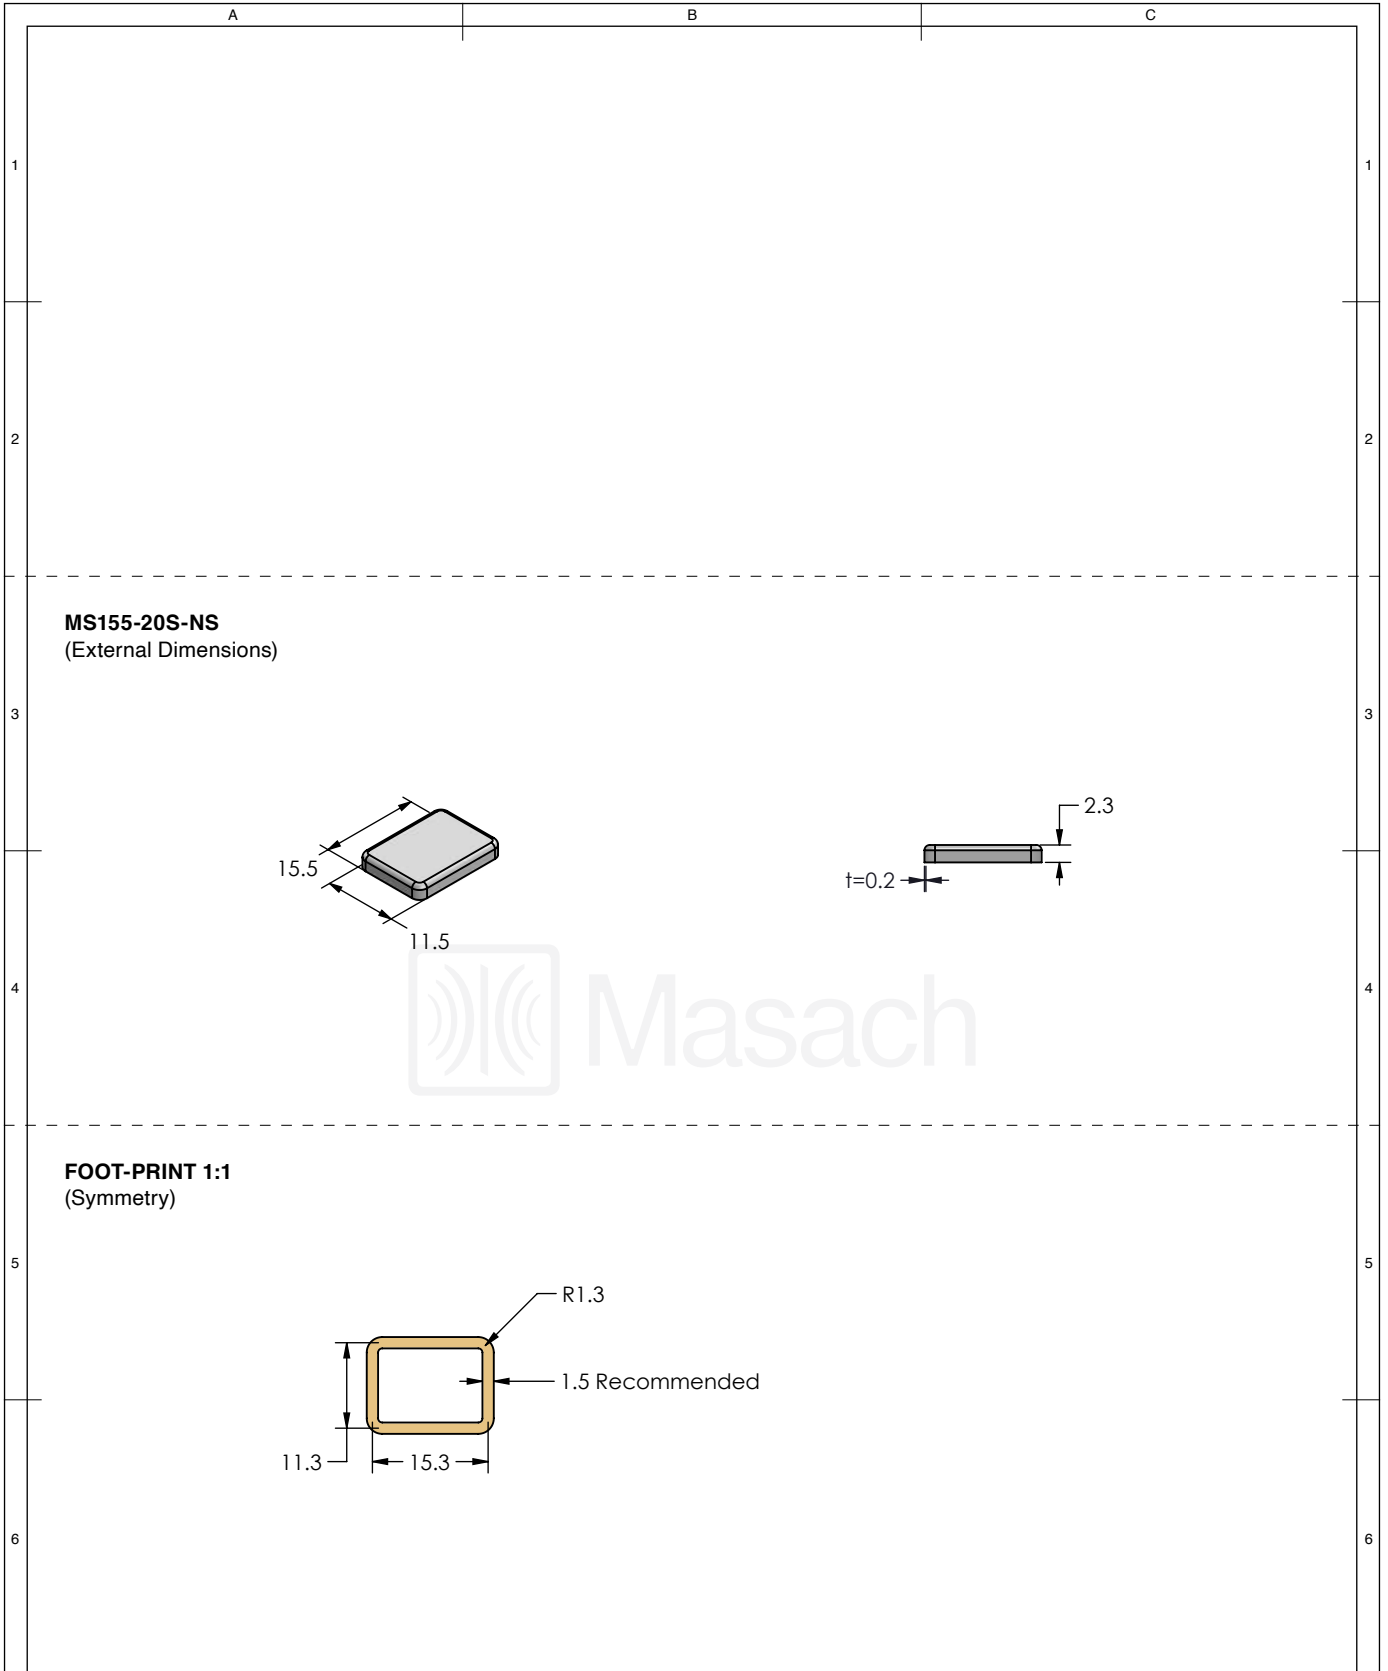 A B C
1 1
2 2
MS155-20S-NS
(External Dimensions)
3 3
2.3
15.5
t=0.2
11.5
Masach
4 4
FOOT-PRINT 1:1
(Symmetry)
5 5
R1.3
1.5 Recommended
11.3 15.3
6 6